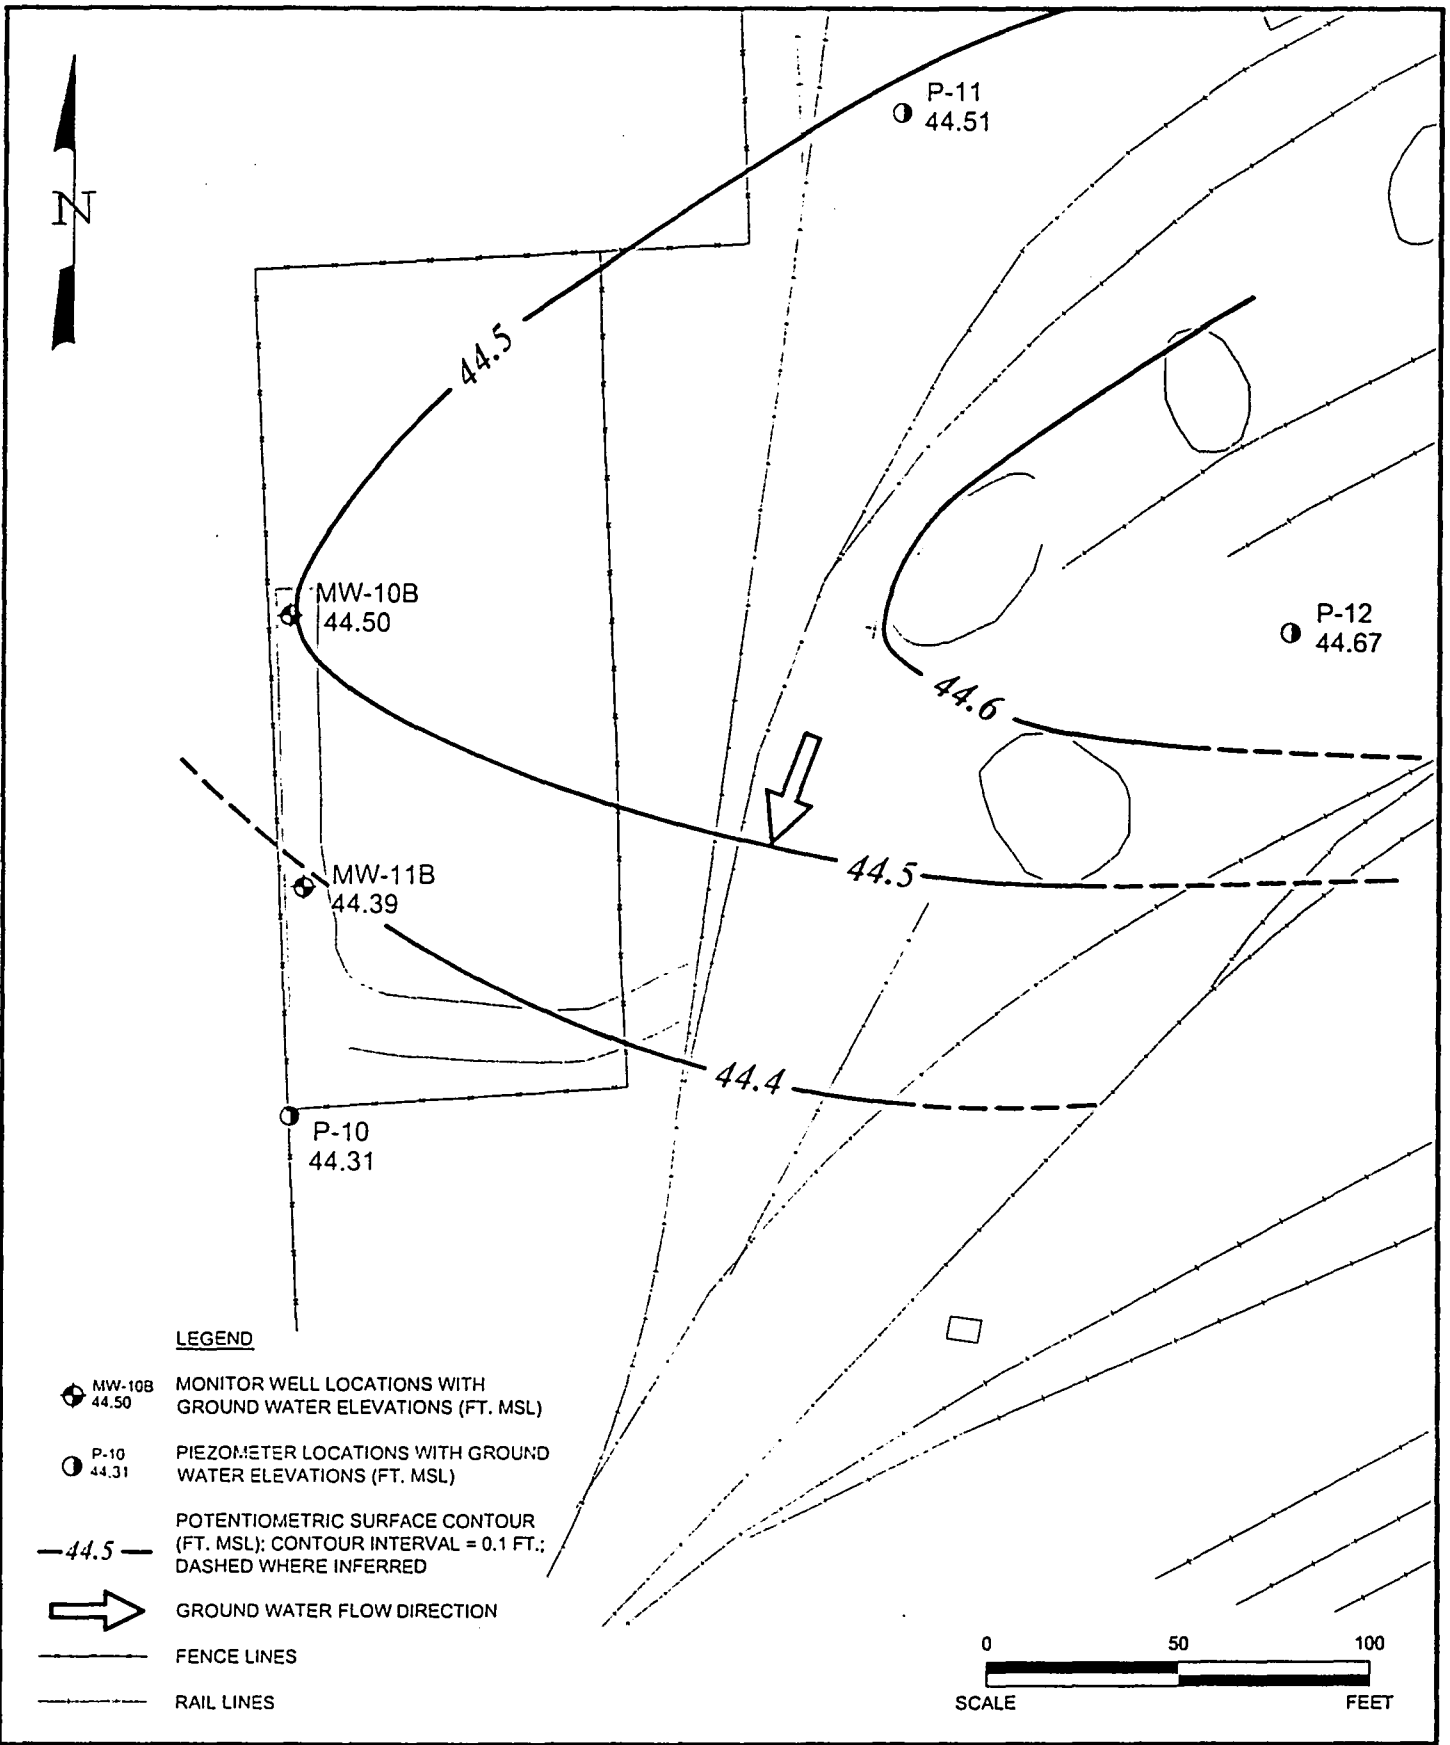 P-11
44.51
N
44.5
MW-10B
44.50
P-12
44.67
44.6
MW-11B
44.39
44.5
44.4
P-10
44.31
LEGEND
MW-10B
44.50
MONITOR WELL LOCATIONS WITH
GROUND WATER ELEVATIONS (FT. MSL)
P-10
44.31
PIEZOMETER LOCATIONS WITH GROUND
WATER ELEVATIONS (FT. MSL)
44.5
POTENTIOMETRIC SURFACE CONTOUR
(FT. MSL); CONTOUR INTERVAL = 0.1 FT.;
DASHED WHERE INFERRED
GROUND WATER FLOW DIRECTION
FENCE LINES
RAIL LINES
0 50 100
SCALE FEET